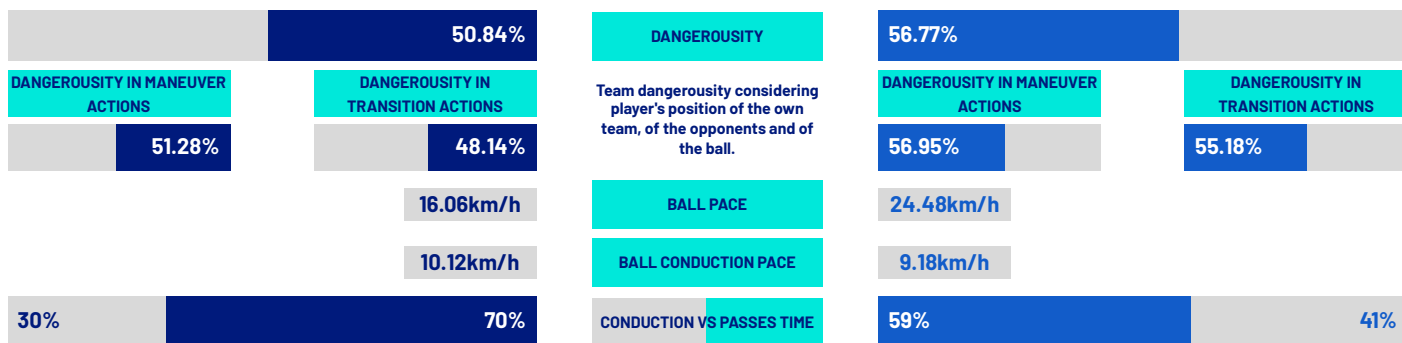 50.84%
DANGEROUSITY
56.77%
DANGEROUSITY IN MANEUVER
ACTIONS
DANGEROUSITY IN
TRANSITION ACTIONS
Team dangerousity considering
player's position of the own
team, of the opponents and of
the ball.
DANGEROUSITY IN MANEUVER
ACTIONS
DANGEROUSITY IN
TRANSITION ACTIONS
51.28%
48.14%
56.95%
55.18%
16.06km/h
BALL PACE
24.48km/h
10.12km/h
BALL CONDUCTION PACE
9.18km/h
30%
70%
CONDUCTION VS PASSES TIME
59%
41%